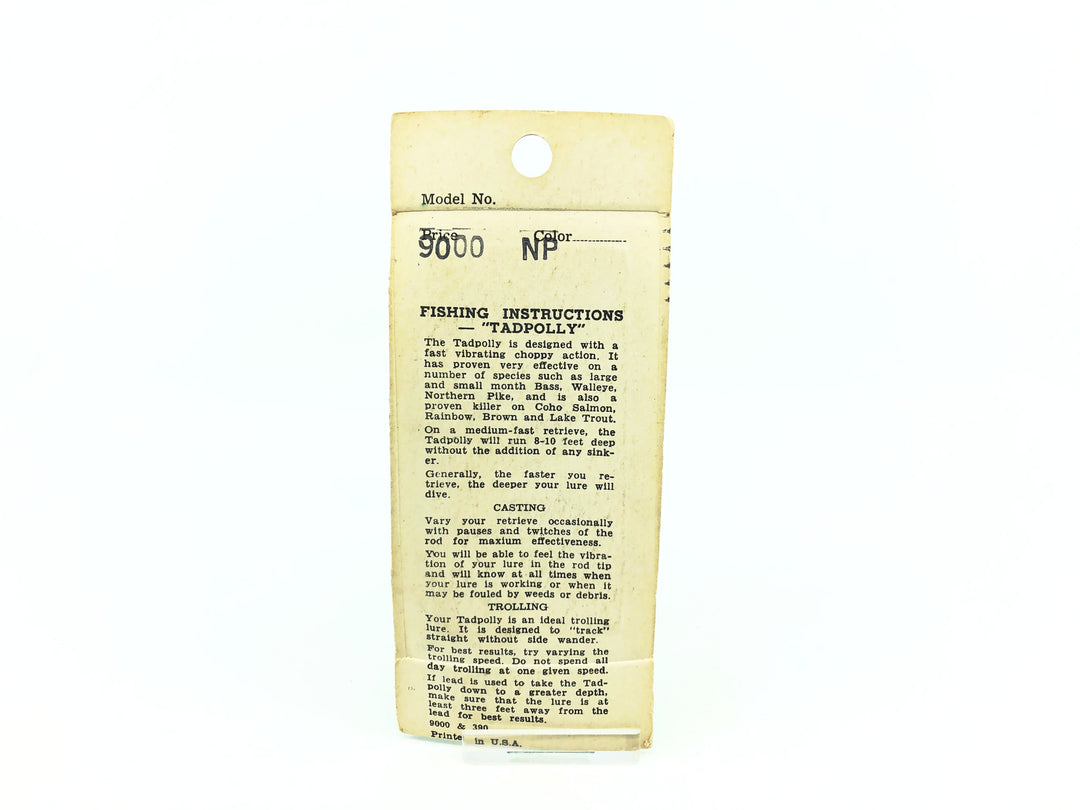 Model No.
Price Color
9000 NP
FISHING INSTRUCTIONS
— "TADPOLLY"
The Tadpolly is designed with a
fast vibrating choppy action. It
has proven very effective on a
number of species such as large
and small month Bass, Walleye,
Northern Pike, and is also a
proven killer on Coho Salmon,
Rainbow, Brown and Lake Trout.
On a medium-fast retrieve, the
Tadpolly will run 8-10 feet deep
without the addition of any sink-
er.
Generally, the faster you re-
trieve, the deeper your lure will
dive.
CASTING
Vary your retrieve occasionally
with pauses and twitches of the
rod for maxium effectiveness.
You will be able to feel the vibra-
tion of your lure in the rod tip
and will know at all times when
your lure is working or when it
may be fouled by weeds or debris.
TROLLING
Your Tadpolly is an ideal trolling
lure. It is designed to "track"
straight without side wander.
For best results, try varying the
trolling speed. Do not spend all
day trolling at one given speed.
If lead is used to take the Tad-
polly down to a greater depth,
make sure that the lure is at
least three feet away from the
lead for best results.
9000 & 390
Printe in U.S.A.